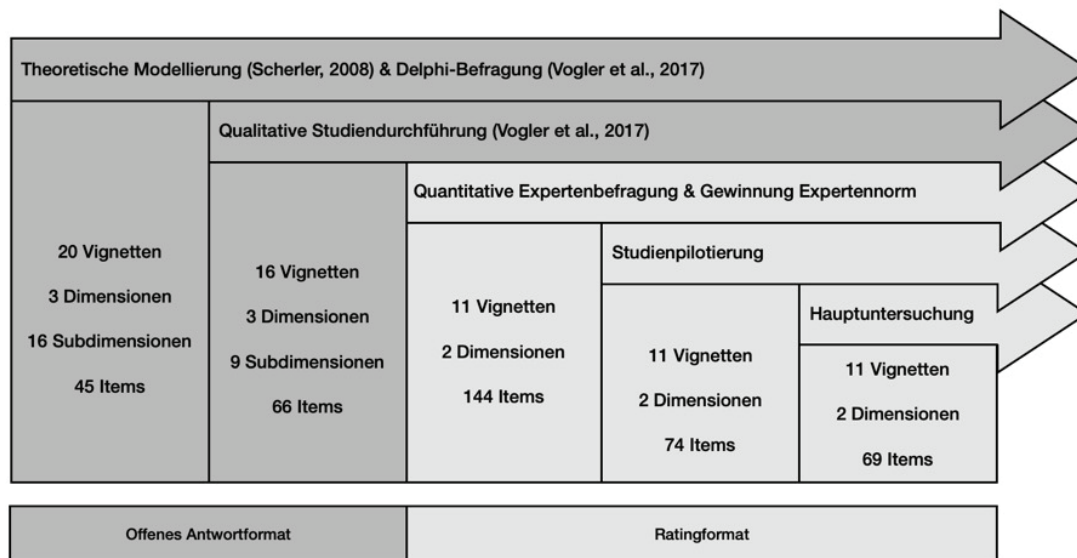 Theoretische Modellierung (Scherler, 2008) & Delphi-Befragung (Vogler et al., 2017)
Qualitative Studiendurchführung (Vogler et al., 2017)
Quantitative Expertenbefragung & Gewinnung Expertennorm
Studienpilotierung
Hauptuntersuchung
20 Vignetten
3 Dimensionen
16 Subdimensionen
45 Items
16 Vignetten
3 Dimensionen
9 Subdimensionen
66 Items
11 Vignetten
2 Dimensionen
144 Items
11 Vignetten
2 Dimensionen
74 Items
11 Vignetten
2 Dimensionen
69 Items
Offenes Antwortformat
Ratingformat